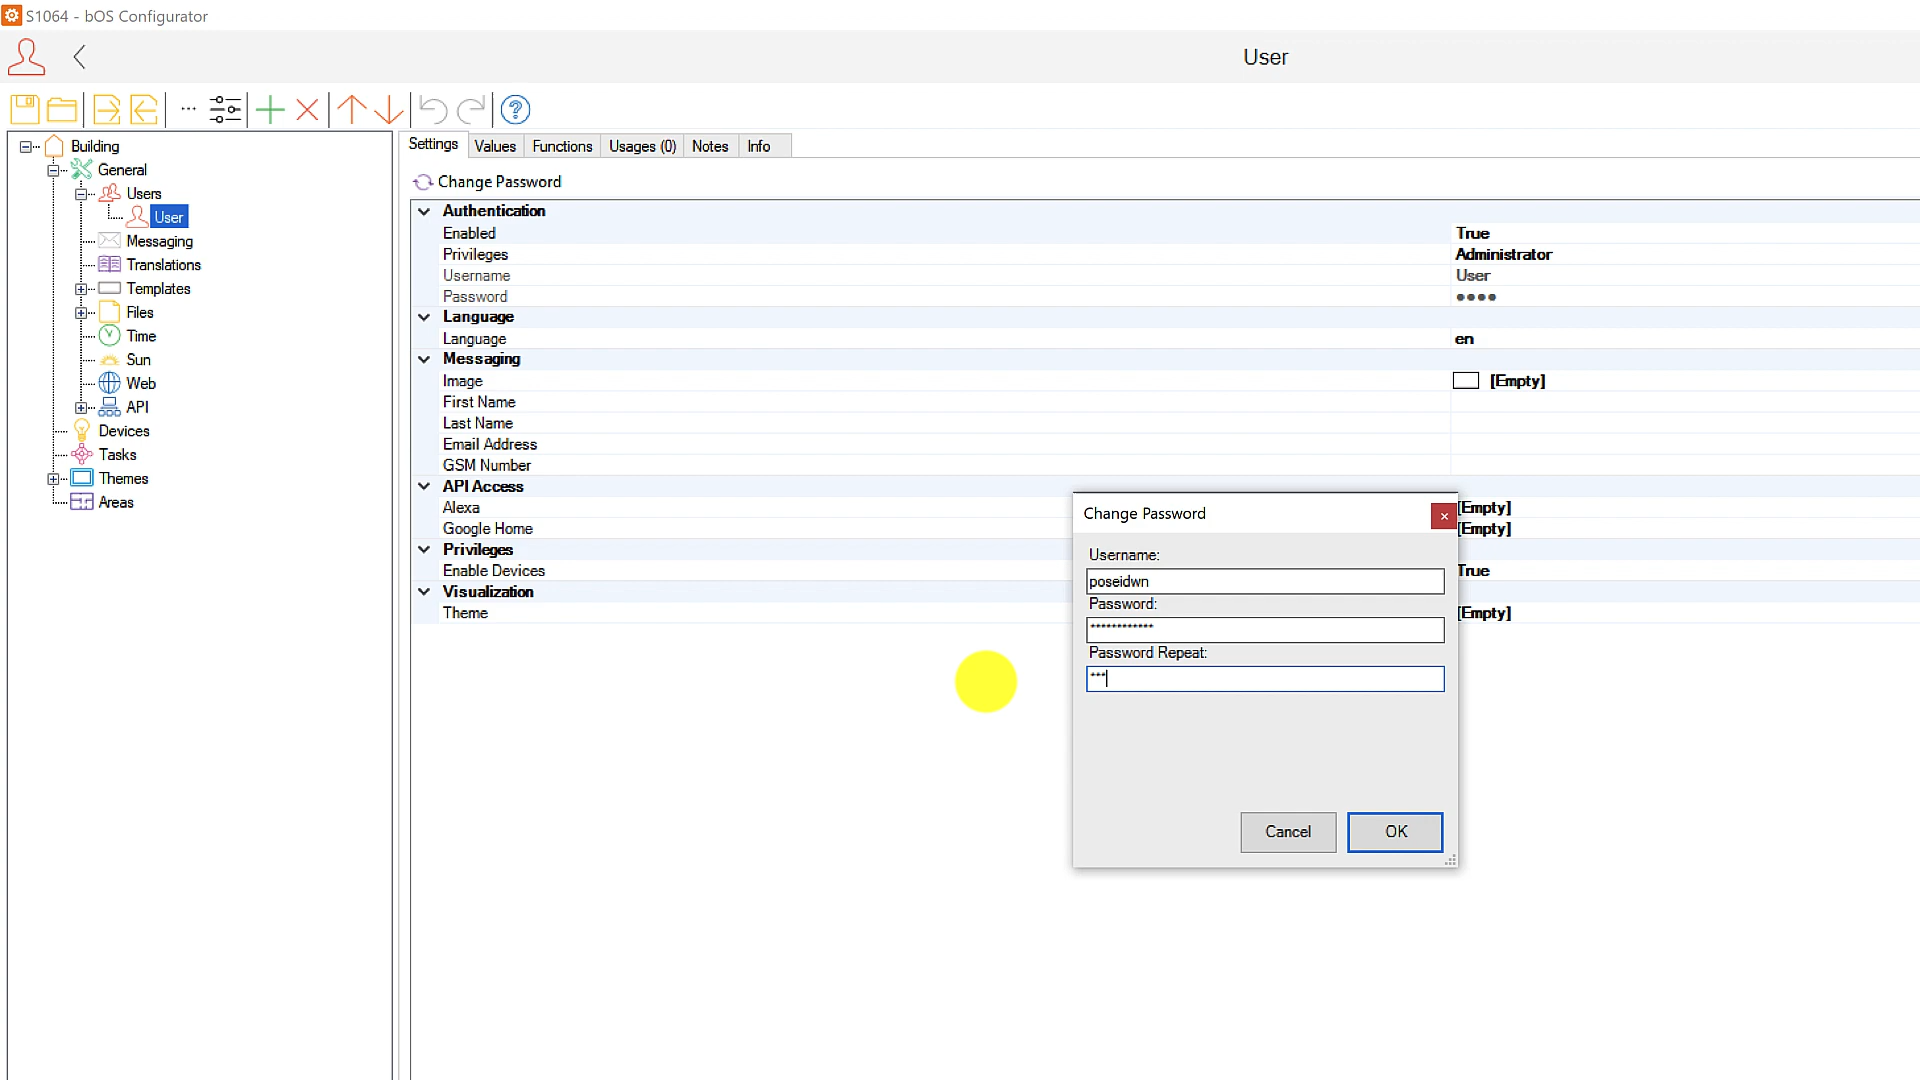 S1064 - bOS Configurator
User
Building
General
Users
User
Messaging
Translations
Templates
Files
Time
Sun
Web
API
Devices
Tasks
Themes
Areas
Settings Values Functions Usages (0) Notes Info
Change Password
Authentication
Enabled True
Privileges Administrator
Username User
Password ●●●●
Language
Language en
Messaging
Image [Empty]
First Name
Last Name
Email Address
GSM Number
API Access
Alexa [Empty]
Google Home [Empty]
Privileges
Enable Devices True
Visualization
Theme [Empty]
Change Password
Username:
poseidwn
Password:
************
Password Repeat:
***
Cancel OK